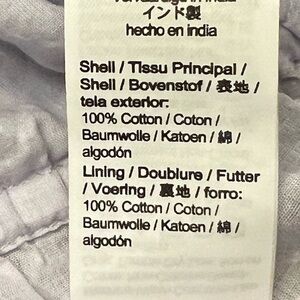 インド製
hecho en india
Shell / Tissu Principal /
Shell / Bovenstof / 表地 /
tela exterior:
100% Cotton / Coton /
Baumwolle / Katoen / 綿 /
algodón
Lining / Doublure / Futter
/ Voering / 裏地 / forro:
100% Cotton / Coton /
Baumwolle / Katoen / 綿 /
algodón